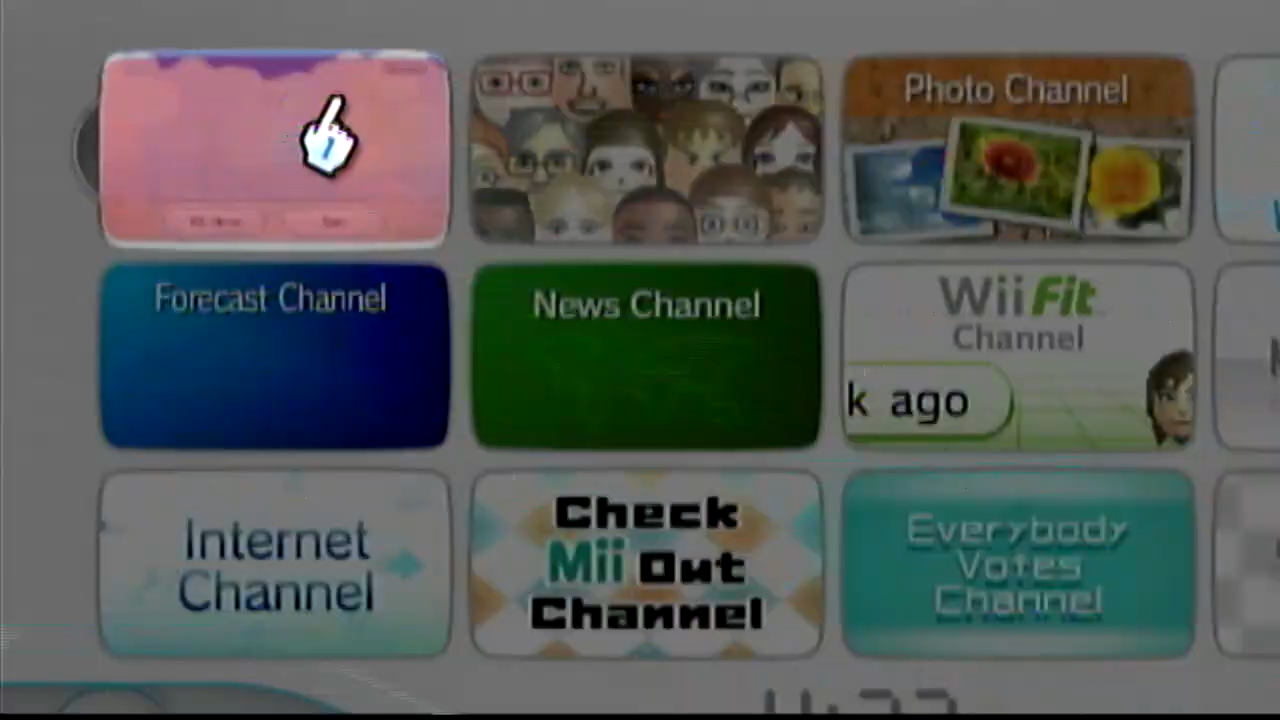 Photo Channel
Forecast Channel
News Channel
Wii Fit
Channel
k ago
Internet
Channel
Check
Mii Out
Channel
Everybody
Votes
Channel